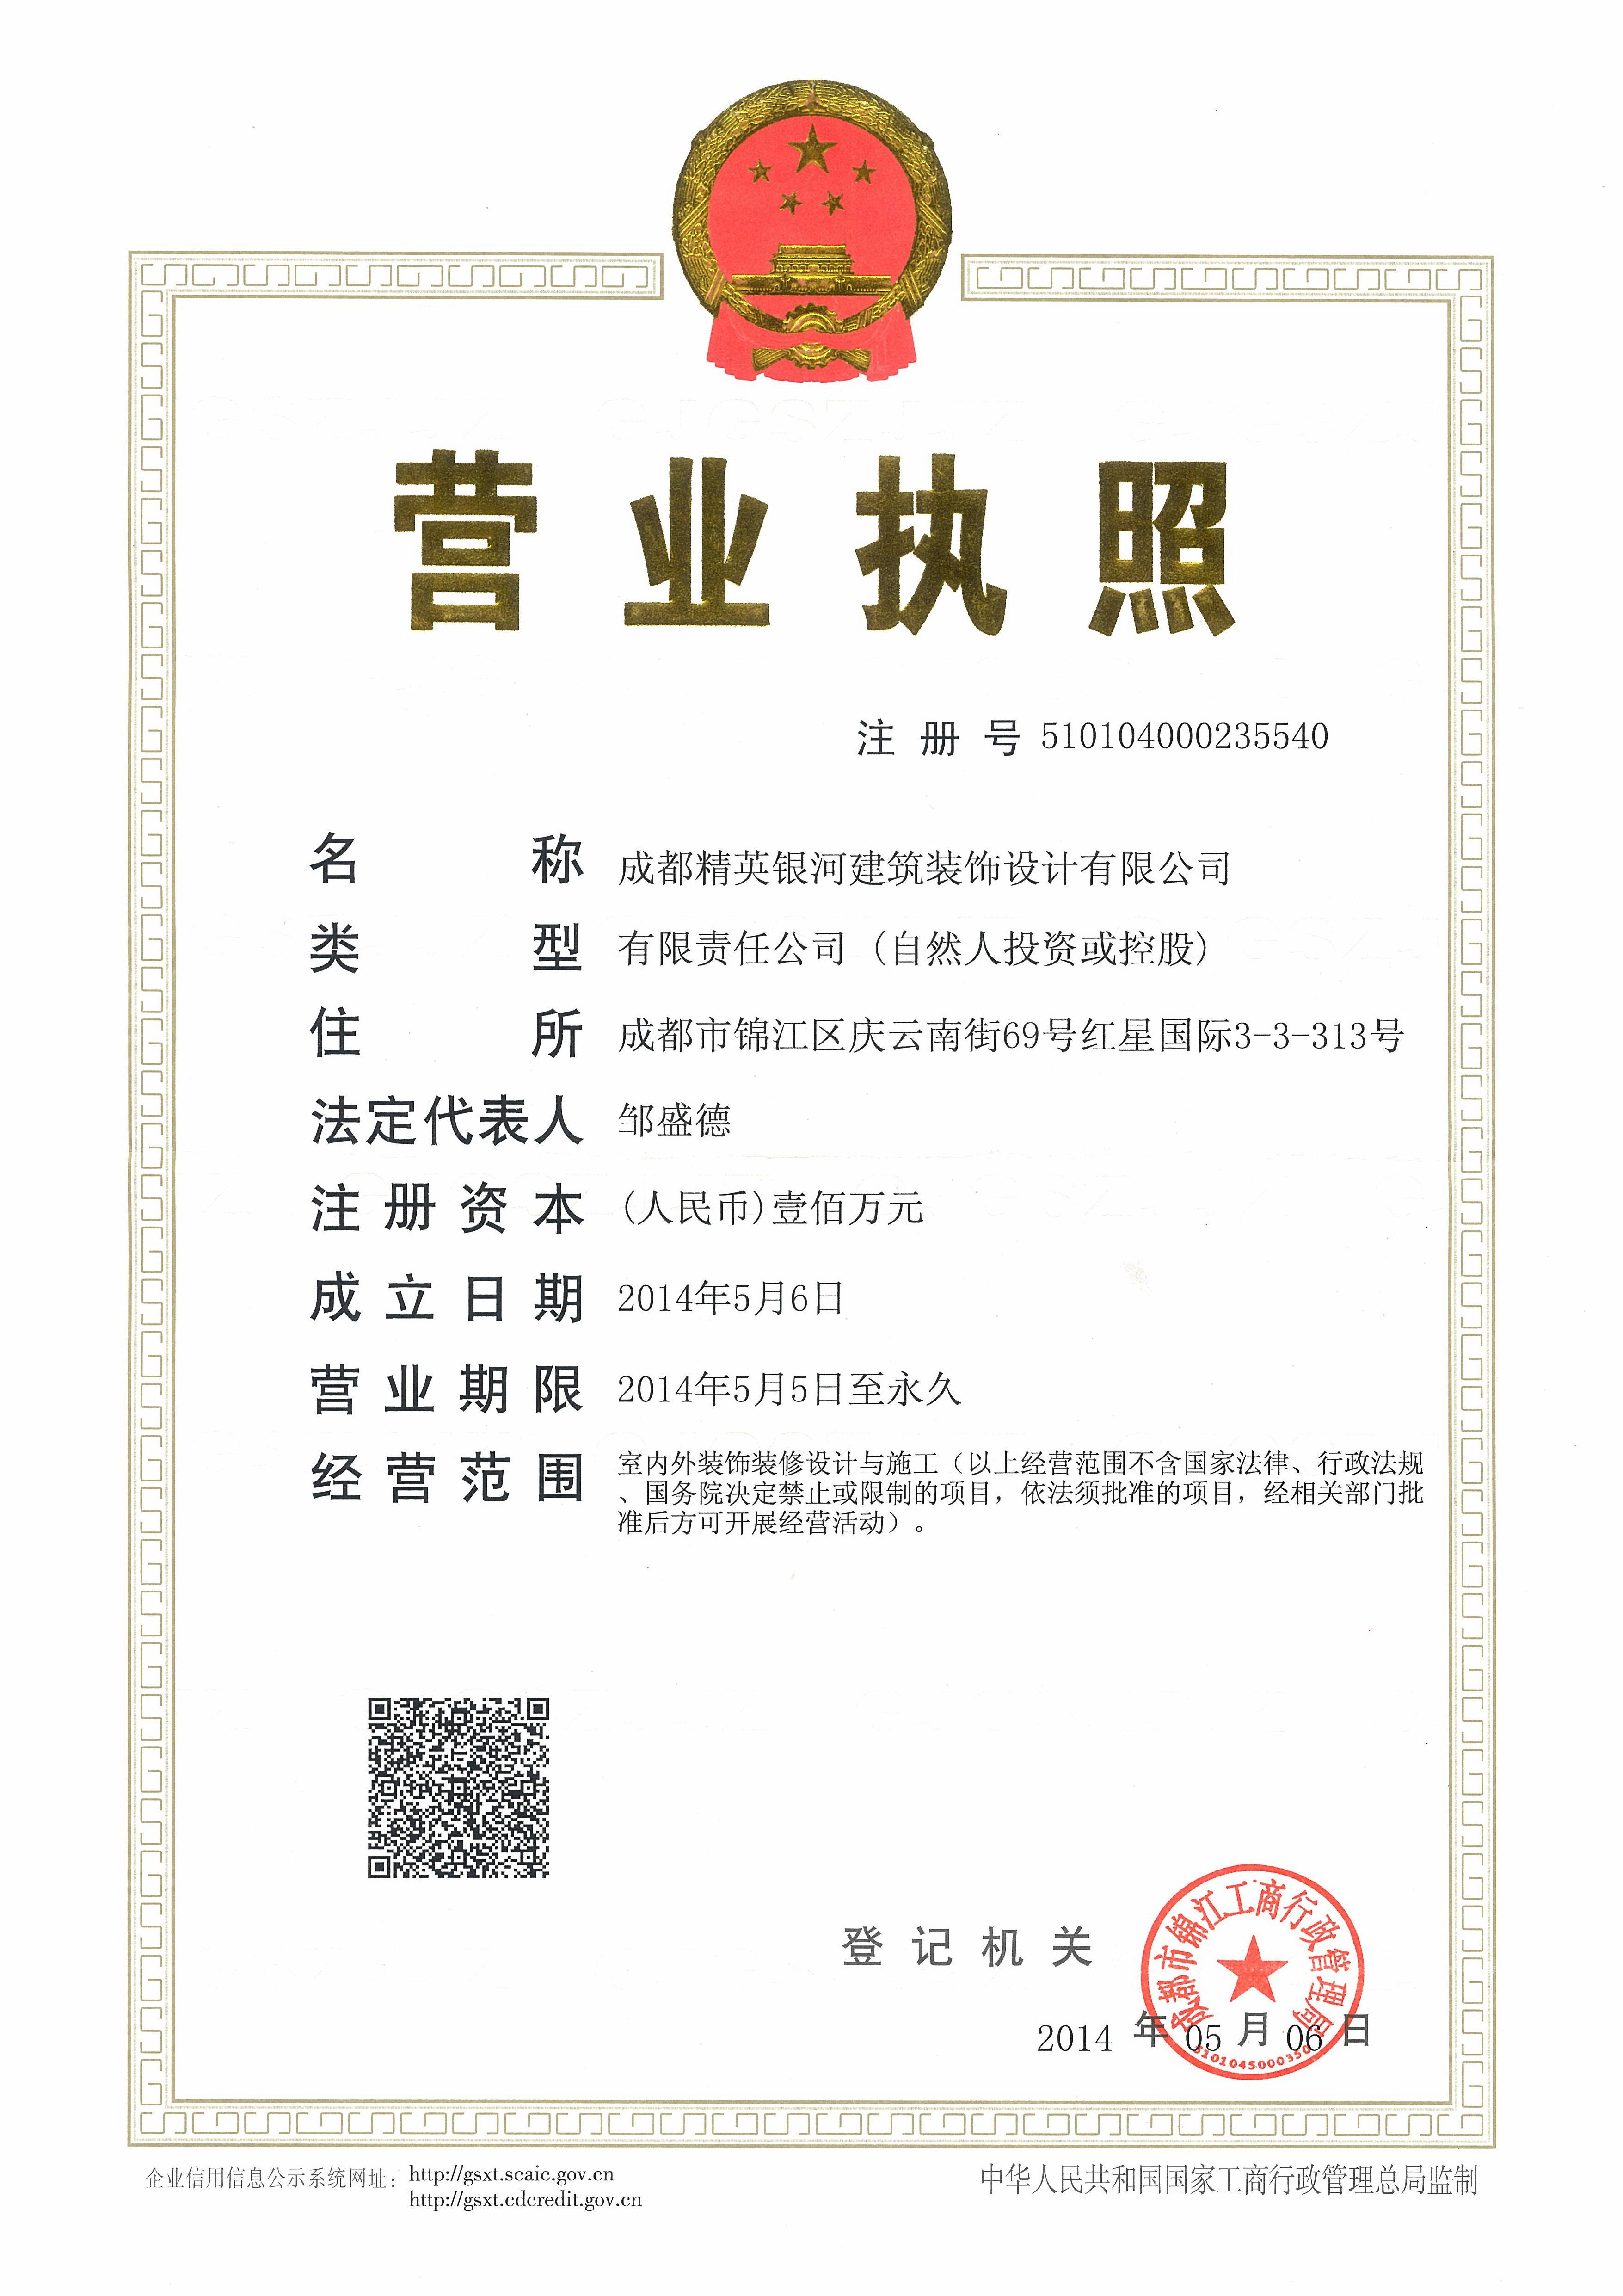 营业执照
注册号 510104000235540
名称 成都精英银河建筑装饰设计有限公司
类型 有限责任公司 (自然人投资或控股)
住所 成都市锦江区庆云南街69号红星国际3-3-313号
法定代表人 邹盛德
注册资本 (人民币)壹佰万元
成立日期 2014年5月6日
营业期限 2014年5月5日至永久
经营范围 室内外装饰装修设计与施工（以上经营范围不含国家法律、行政法规
、国务院决定禁止或限制的项目，依法须批准的项目，经相关部门批
准后方可开展经营活动）。
登记机关
成都市锦江工商行政管理局
2014 年 05 月 06 日
5101045000350
企业信用信息公示系统网址：http://gsxt.scaic.gov.cn
http://gsxt.cdcredit.gov.cn
中华人民共和国国家工商行政管理总局监制